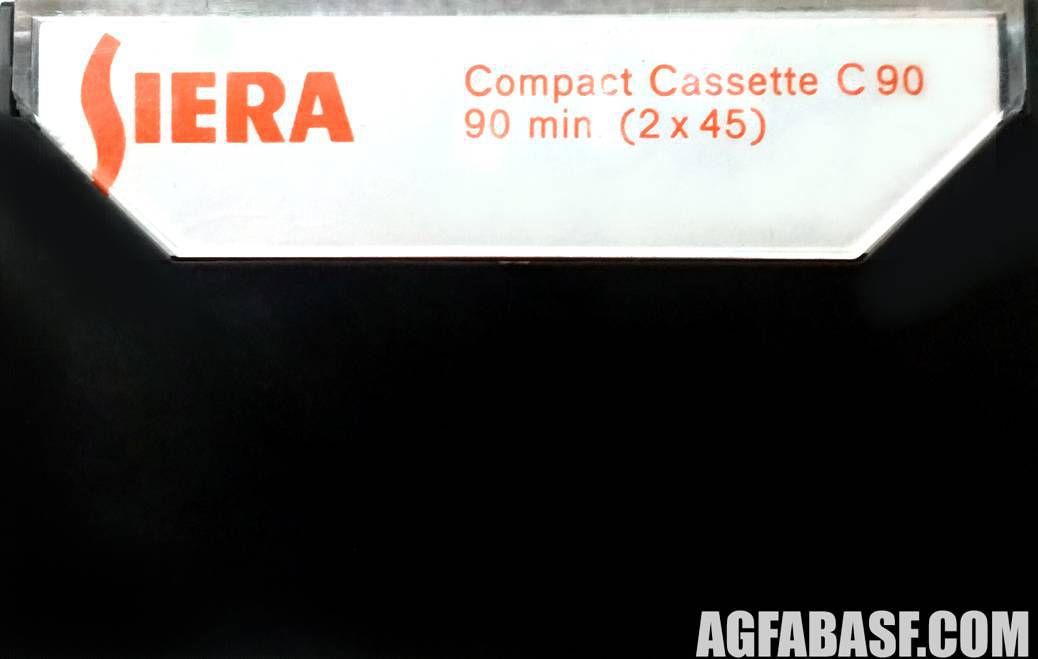 SIERA
Compact Cassette C 90
90 min (2 x 45)
AGFABASF.COM